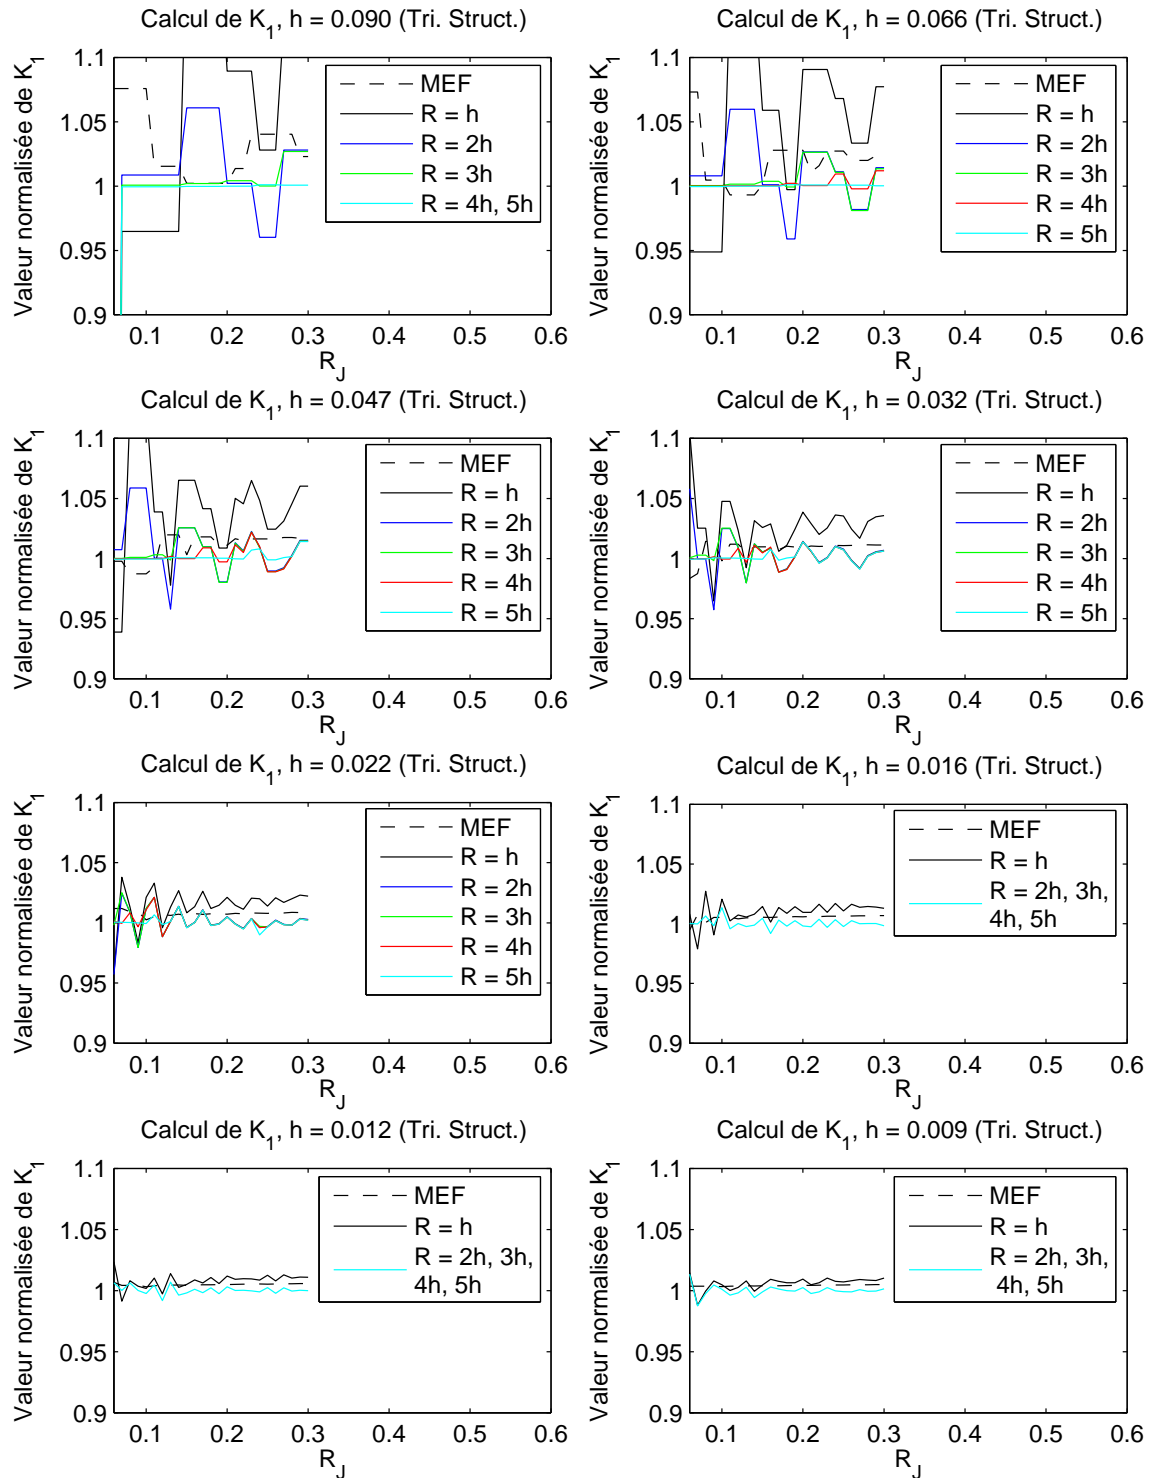 Calcul de K1, h = 0.090 (Tri. Struct.)
Valeur normalisée de K1
1.1
1.05
1
0.95
0.9
MEF
R = h
R = 2h
R = 3h
R = 4h, 5h
0.1 0.2 0.3 0.4 0.5 0.6
RJ
Calcul de K1, h = 0.066 (Tri. Struct.)
Valeur normalisée de K1
1.1
1.05
1
0.95
0.9
MEF
R = h
R = 2h
R = 3h
R = 4h
R = 5h
0.1 0.2 0.3 0.4 0.5 0.6
RJ
Calcul de K1, h = 0.047 (Tri. Struct.)
Valeur normalisée de K1
1.1
1.05
1
0.95
0.9
MEF
R = h
R = 2h
R = 3h
R = 4h
R = 5h
0.1 0.2 0.3 0.4 0.5 0.6
RJ
Calcul de K1, h = 0.032 (Tri. Struct.)
Valeur normalisée de K1
1.1
1.05
1
0.95
0.9
MEF
R = h
R = 2h
R = 3h
R = 4h
R = 5h
0.1 0.2 0.3 0.4 0.5 0.6
RJ
Calcul de K1, h = 0.022 (Tri. Struct.)
Valeur normalisée de K1
1.1
1.05
1
0.95
0.9
MEF
R = h
R = 2h
R = 3h
R = 4h
R = 5h
0.1 0.2 0.3 0.4 0.5 0.6
RJ
Calcul de K1, h = 0.016 (Tri. Struct.)
Valeur normalisée de K1
1.1
1.05
1
0.95
0.9
MEF
R = h
R = 2h, 3h,
4h, 5h
0.1 0.2 0.3 0.4 0.5 0.6
RJ
Calcul de K1, h = 0.012 (Tri. Struct.)
Valeur normalisée de K1
1.1
1.05
1
0.95
0.9
MEF
R = h
R = 2h, 3h,
4h, 5h
0.1 0.2 0.3 0.4 0.5 0.6
RJ
Calcul de K1, h = 0.009 (Tri. Struct.)
Valeur normalisée de K1
1.1
1.05
1
0.95
0.9
MEF
R = h
R = 2h, 3h,
4h, 5h
0.1 0.2 0.3 0.4 0.5 0.6
RJ